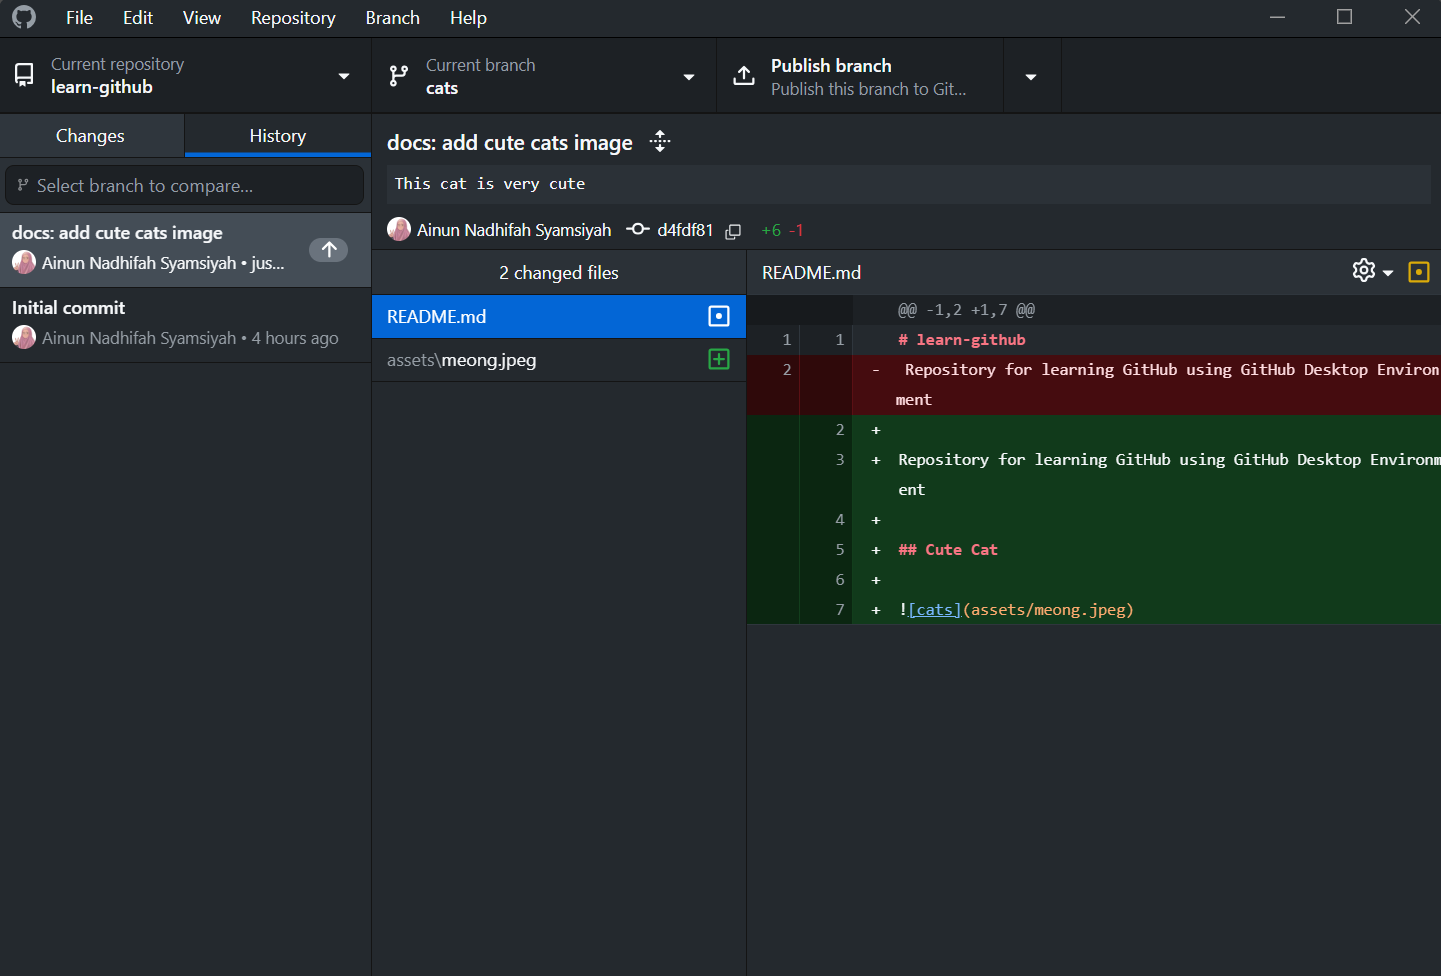 File Edit View Repository Branch Help
Current repository
learn-github
Current branch
cats
Publish branch
Publish this branch to Git...
Changes
History
Select branch to compare...
docs: add cute cats image
Ainun Nadhifah Syamsiyah • jus...
Initial commit
Ainun Nadhifah Syamsiyah • 4 hours ago
docs: add cute cats image
This cat is very cute
Ainun Nadhifah Syamsiyah d4fdf81 +6 -1
2 changed files
README.md
assets\meong.jpeg
README.md
@@ -1,2 +1,7 @@
1 1 # learn-github
2 - Repository for learning GitHub using GitHub Desktop Environ
ment
2 +
3 + Repository for learning GitHub using GitHub Desktop Environm
ent
4 +
5 + ## Cute Cat
6 +
7 + ![cats](assets/meong.jpeg)